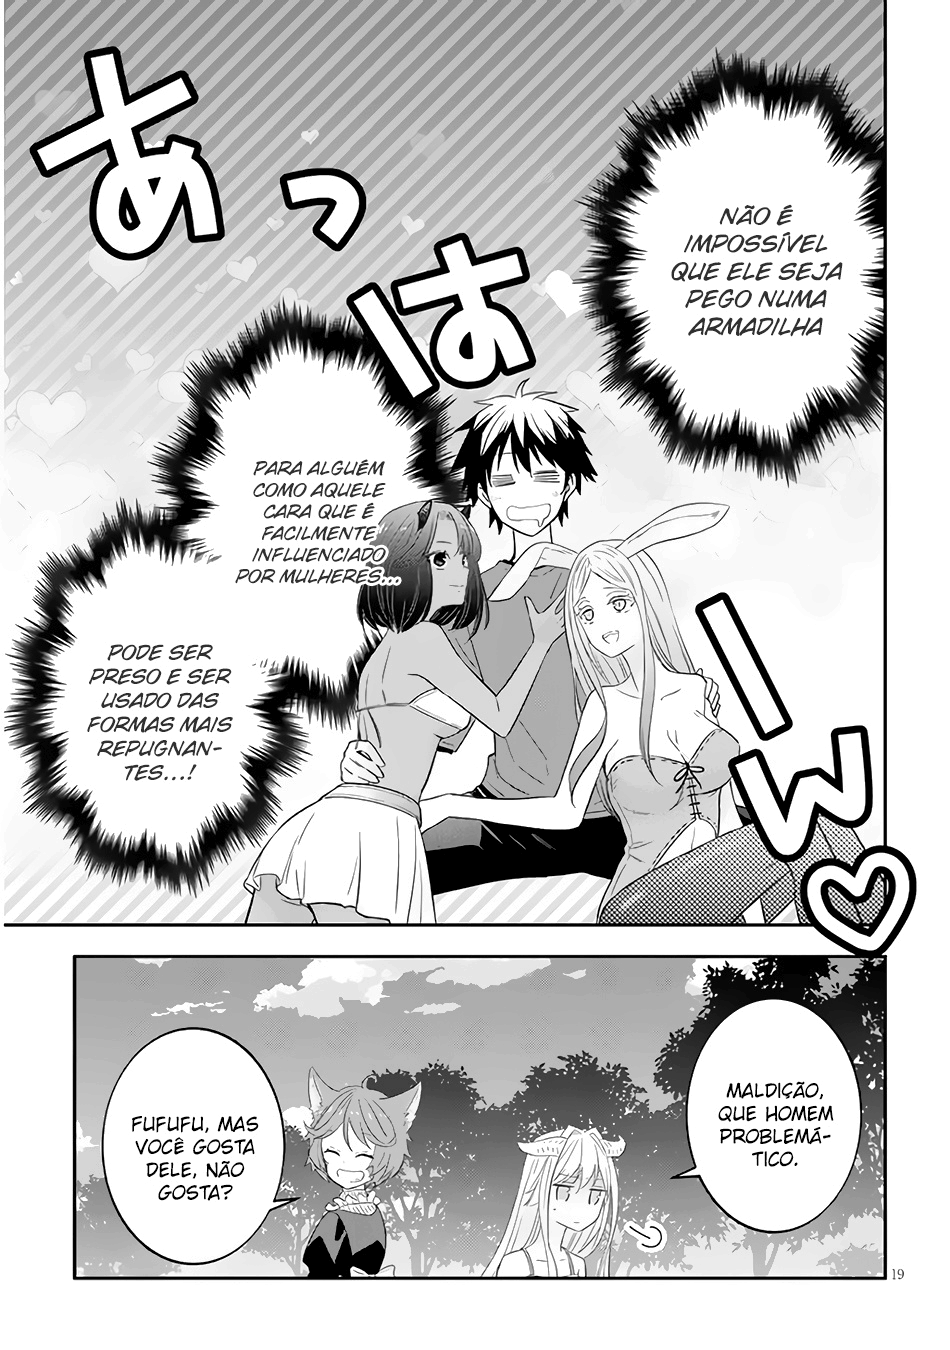 NÃO É
IMPOSSÍVEL
QUE ELE SEJA
PEGO NUMA
ARMADILHA
あっはーん♡
PARA ALGUÉM
COMO AQUELE
CARA QUE É
FACILMENTE
INFLUENCIADO
POR MULHERES...
PODE SER
PRESO E SER
USADO DAS
FORMAS MAIS
REPUGNAN-
TES...!
MALDIÇÃO,
QUE HOMEM
PROBLEMÁ-
TICO.
FUFUFU, MAS
VOCÊ GOSTA
DELE, NÃO
GOSTA?
19